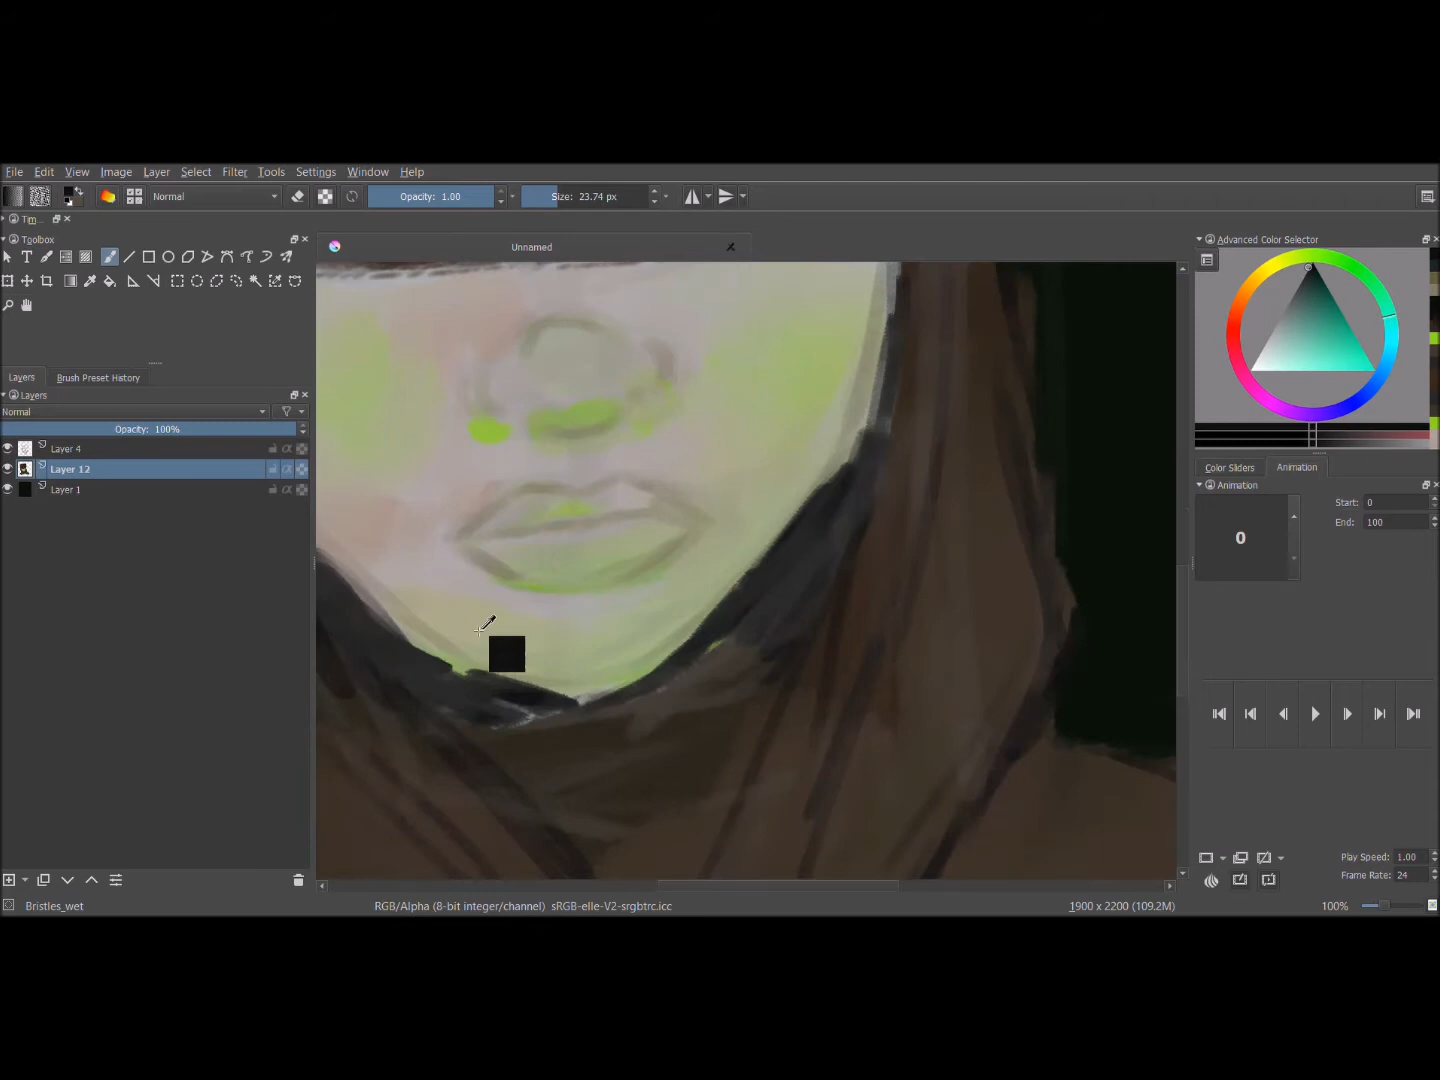 File Edit View Image Layer Select Filter Tools Settings Window Help
Normal
Opacity: 1.00
Size: 23.74 px
Tim...
Toolbox
Unnamed
Advanced Color Selector
Layers
Brush Preset History
Layers
Normal
Opacity: 100%
Layer 4
Layer 12
Layer 1
Color Sliders
Animation
Animation
0
Start: 0
End: 100
Play Speed: 1.00
Frame Rate: 24
Bristles_wet
RGB/Alpha (8-bit integer/channel) sRGB-elle-V2-srgbtrc.icc
1900 x 2200 (109.2M)
100%